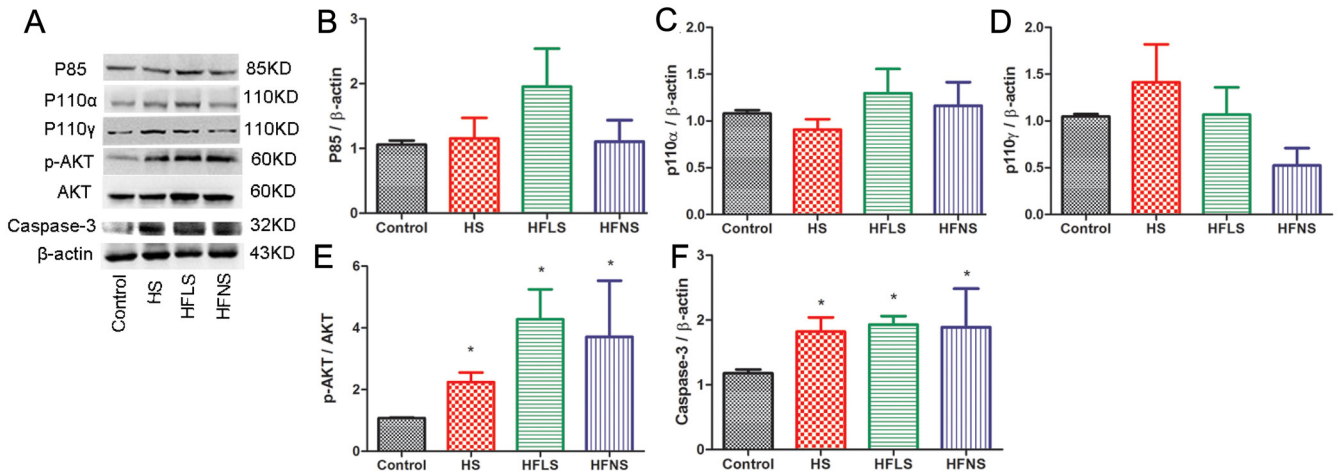 A
P85 85KD
P110α 110KD
P110γ 110KD
p-AKT 60KD
AKT 60KD
Caspase-3 32KD
β-actin 43KD
Control HS HFLS HFNS
B
P85 / β-actin
3
2
1
0
Control HS HFLS HFNS
C
p110α / β-actin
2.0
1.5
1.0
0.5
0.0
Control HS HFLS HFNS
D
p110γ / β-actin
2.0
1.5
1.0
0.5
0.0
Control HS HFLS HFNS
E
p-AKT / AKT
6
4
2
0
* * *
Control HS HFLS HFNS
F
Caspase-3 / β-actin
3
2
1
0
* * *
Control HS HFLS HFNS